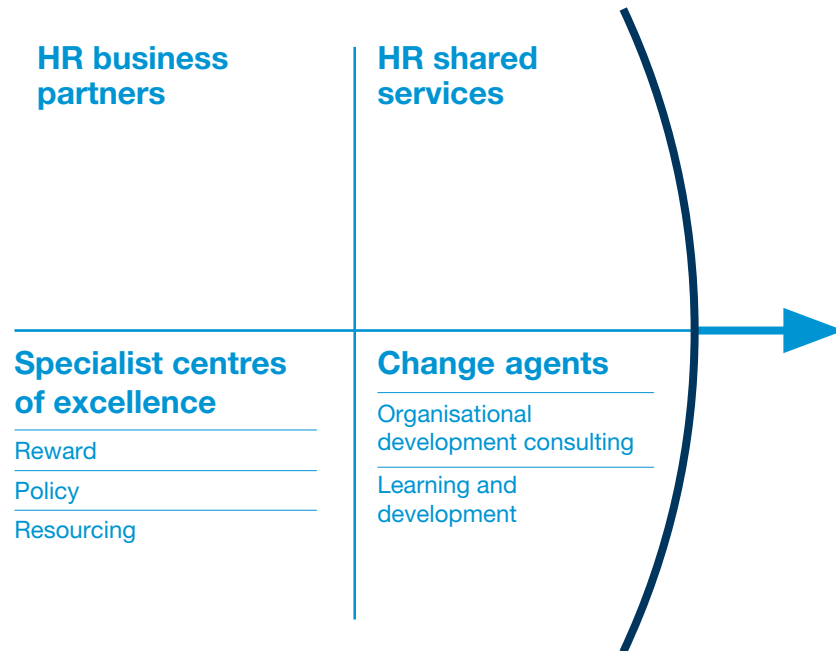 HR business
partners
HR shared
services
Specialist centres
of excellence
Reward
Policy
Resourcing
Change agents
Organisational
development consulting
Learning and
development